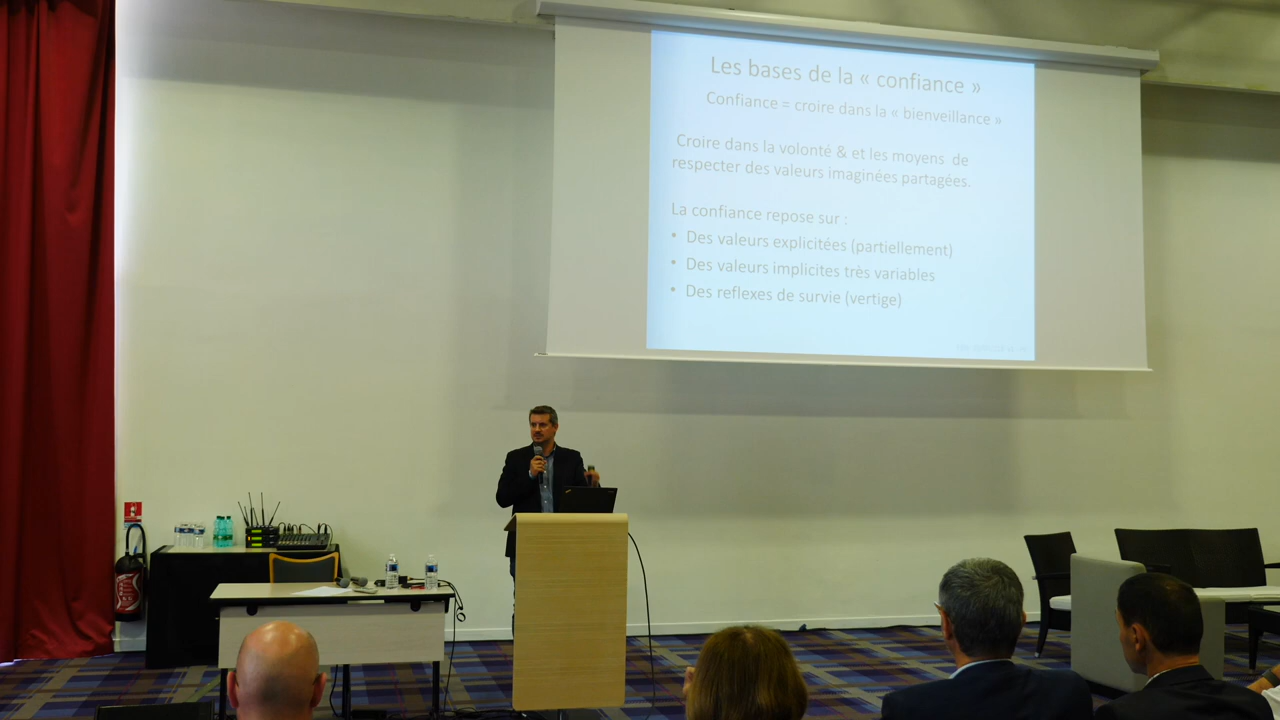 Les bases de la « confiance »
Confiance = croire dans la « bienveillance »
Croire dans la volonté & et les moyens de
respecter des valeurs imaginées partagées.
La confiance repose sur :
• Des valeurs explicitées (partiellement)
• Des valeurs implicites très variables
• Des reflexes de survie (vertige)